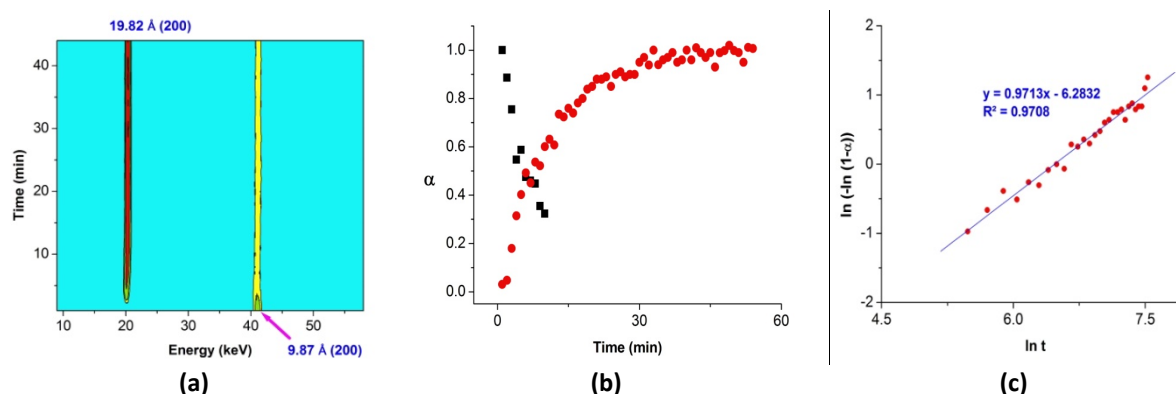 19.82 Å (200)
Time (min)
40
30
20
10
10
20
30
40
50
Energy (keV)
9.87 Å (200)
(a)
α
1.0
0.8
0.6
0.4
0.2
0.0
0
30
60
Time (min)
(b)
ln (-ln (1-α))
2
1
0
-1
-2
y = 0.9713x - 6.2832
R² = 0.9708
4.5
6.0
7.5
ln t
(c)